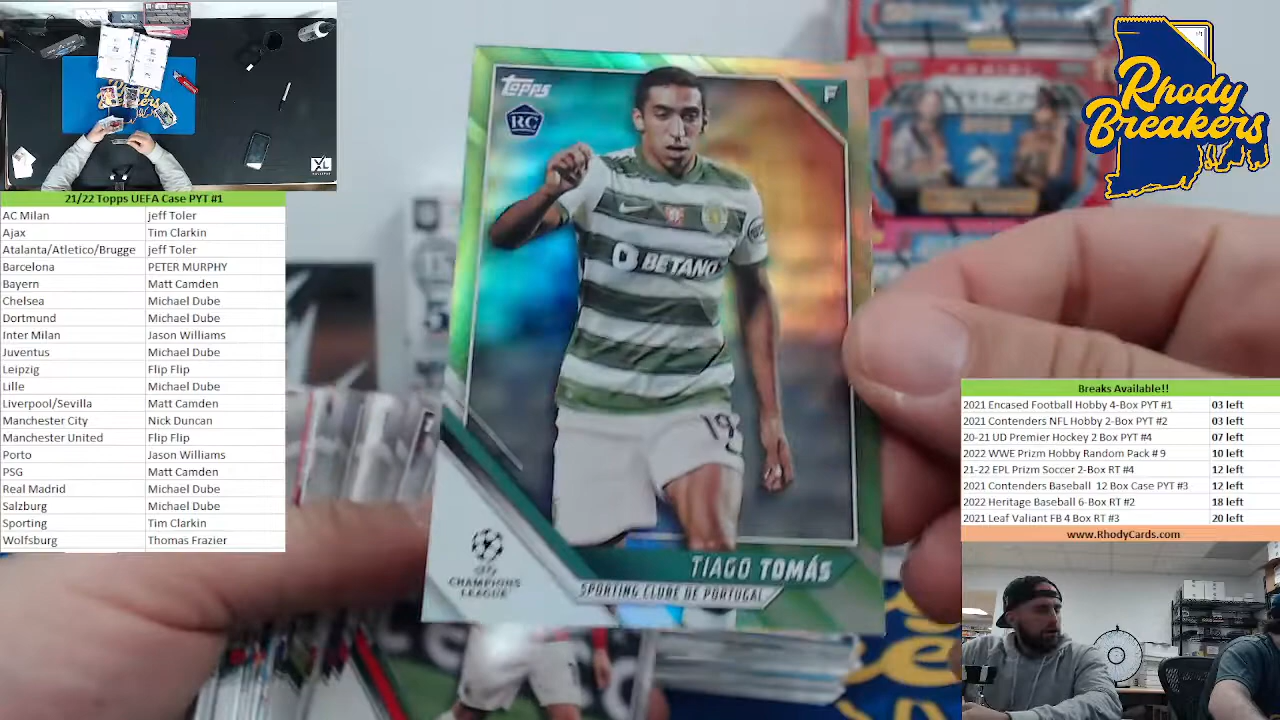 21/22 Topps UEFA Case PYT #1
AC Milan jeff Toler
Ajax Tim Clarkin
Atalanta/Atletico/Brugge jeff Toler
Barcelona PETER MURPHY
Bayern Matt Camden
Chelsea Michael Dube
Dortmund Michael Dube
Inter Milan Jason Williams
Juventus Michael Dube
Leipzig Flip Flip
Lille Michael Dube
Liverpool/Sevilla Matt Camden
Manchester City Nick Duncan
Manchester United Flip Flip
Porto Jason Williams
PSG Matt Camden
Real Madrid Michael Dube
Salzburg Michael Dube
Sporting Tim Clarkin
Wolfsburg Thomas Frazier
Topps
RC
F
BETANO
19
UEFA
CHAMPIONS
LEAGUE
TIAGO TOMÁS
SPORTING CLUBE DE PORTUGAL
Rhody
Breakers
Breaks Available!!
2021 Encased Football Hobby 4-Box PYT #1 03 left
2021 Contenders NFL Hobby 2-Box PYT #2 03 left
20-21 UD Premier Hockey 2 Box PYT #4 07 left
2022 WWE Prizm Hobby Random Pack # 9 10 left
21-22 EPL Prizm Soccer 2-Box RT #4 12 left
2021 Contenders Baseball 12 Box Case PYT #3 12 left
2022 Heritage Baseball 6-Box RT #2 18 left
2021 Leaf Valiant FB 4 Box RT #3 20 left
www.RhodyCards.com